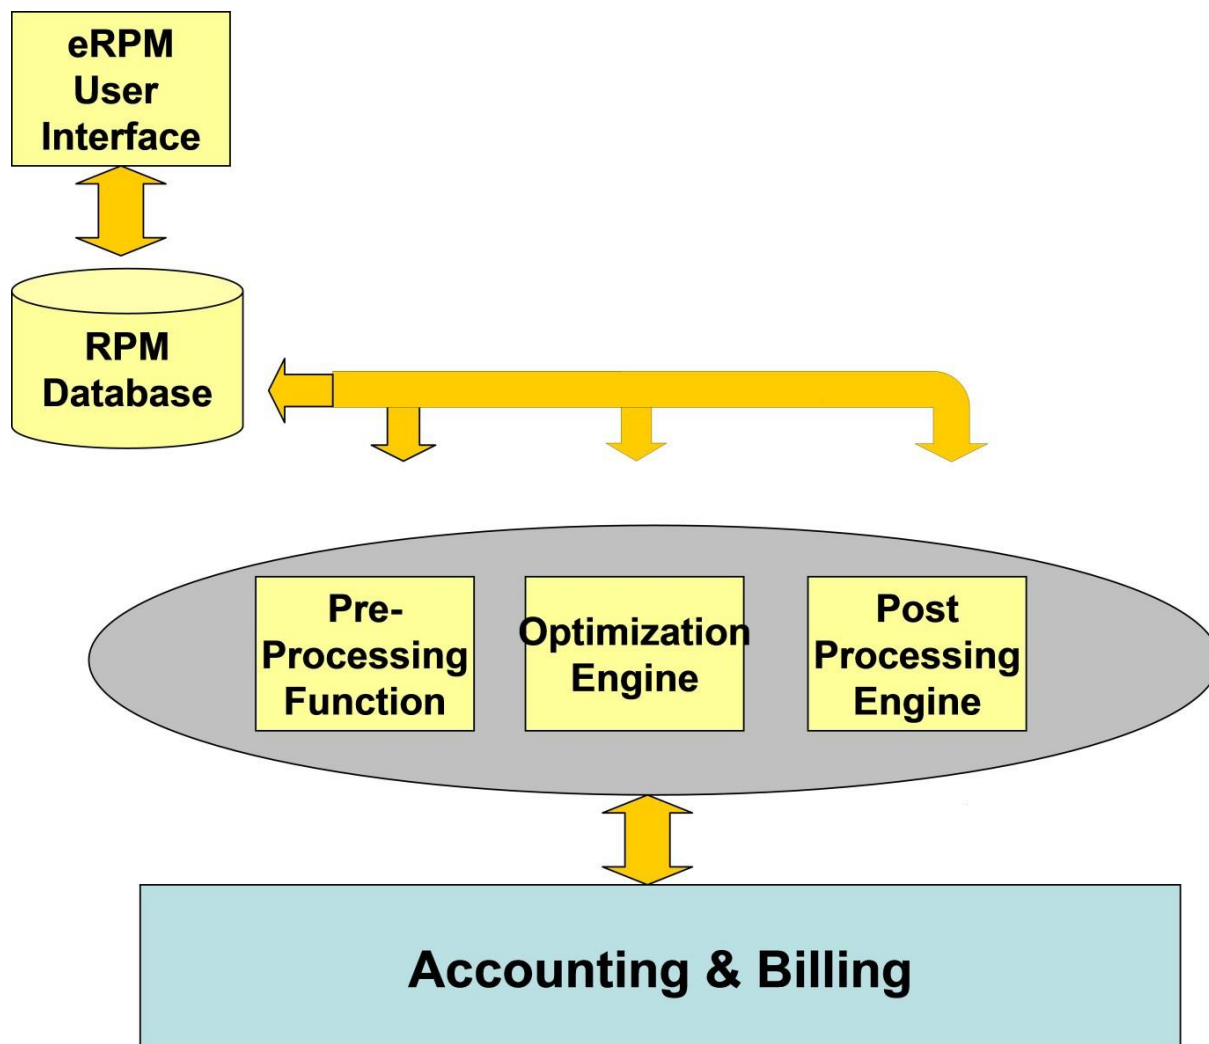 eRPM
User
Interface
RPM
Database
Pre-
Processing
Function
Optimization
Engine
Post
Processing
Engine
Accounting & Billing